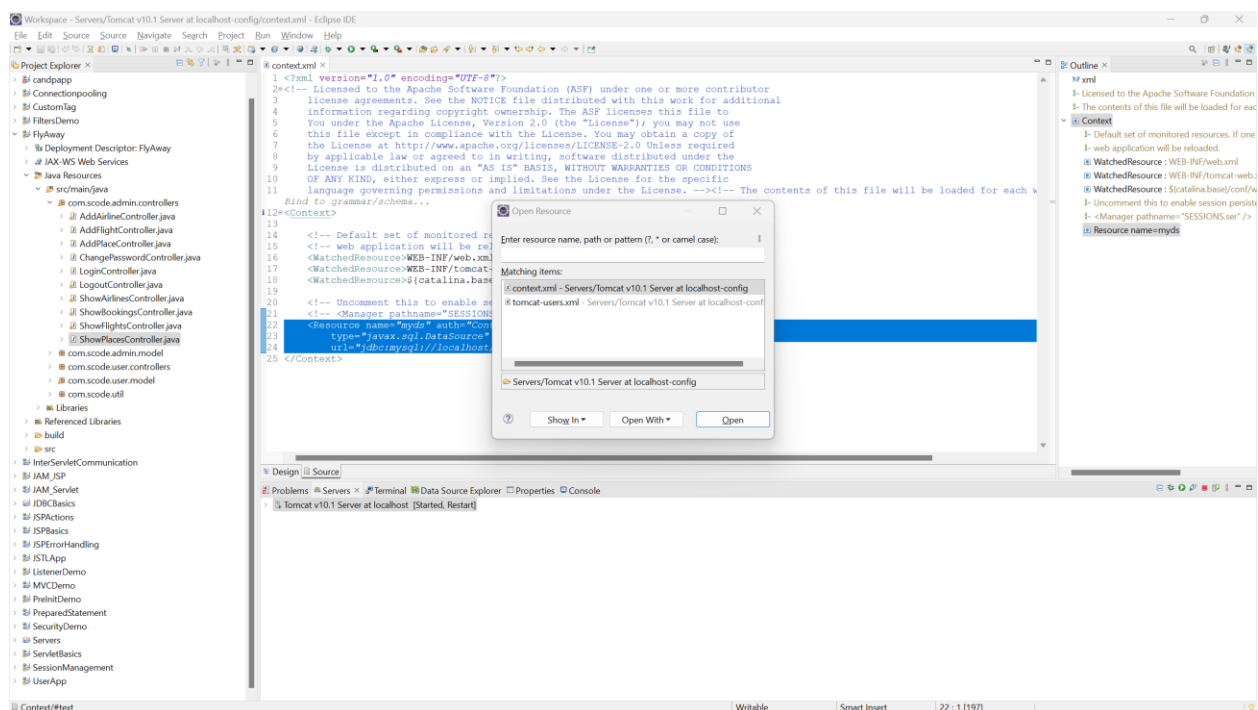 Workspace - Servers/Tomcat v10.1 Server at localhost-config/context.xml - Eclipse IDE
File Edit Source Source Navigate Search Project Run Window Help
Project Explorer
candpapp
Connectionpooling
CustomTag
FiltersDemo
FlyAway
Deployment Descriptor: FlyAway
JAX-WS Web Services
Java Resources
src/main/java
com.scode.admin.controllers
AddAirlineController.java
AddFlightController.java
AddPlaceController.java
ChangePasswordController.java
LoginController.java
LogoutController.java
ShowAirlinesController.java
ShowBookingsController.java
ShowFlightsController.java
ShowPlacesController.java
com.scode.admin.model
com.scode.user.controllers
com.scode.user.model
com.scode.util
Libraries
Referenced Libraries
build
src
InterServletCommunication
JAM_JSP
JAM_Servlet
JDBCBasics
JSPActions
JSPBasics
JSPErrorHandling
JSTLApp
ListenerDemo
MVCDemo
PreInitDemo
PreparedStatement
SecurityDemo
Servers
ServletBasics
SessionManagement
UserApp
context.xml
1 <?xml version="1.0" encoding="UTF-8"?>
2 <!-- Licensed to the Apache Software Foundation (ASF) under one or more contributor
3 license agreements. See the NOTICE file distributed with this work for additional
4 information regarding copyright ownership. The ASF licenses this file to
5 You under the Apache License, Version 2.0 (the "License"); you may not use
6 this file except in compliance with the License. You may obtain a copy of
7 the License at http://www.apache.org/licenses/LICENSE-2.0 Unless required
8 by applicable law or agreed to in writing, software distributed under the
9 License is distributed on an "AS IS" BASIS, WITHOUT WARRANTIES OR CONDITIONS
10 OF ANY KIND, either express or implied. See the License for the specific
11 language governing permissions and limitations under the License. --><!-- The contents of this file will be loaded for each w
Bind to grammar/schema...
12 <Context>
13
14 <!-- Default set of monitored re
15 <!-- web application will be rel
16 <WatchedResource>WEB-INF/web.xml
17 <WatchedResource>WEB-INF/tomcat-
18 <WatchedResource>${catalina.base
19
20 <!-- Uncomment this to enable se
21 <!-- <Manager pathname="SESSIONS
22 <Resource name="myds" auth="Con
23 type="javax.sql.DataSource"
24 url="jdbc:mysql://localhost/
25 </Context>
Design Source
Open Resource
Enter resource name, path or pattern (?, * or camel case):
Matching items:
context.xml - Servers/Tomcat v10.1 Server at localhost-config
tomcat-users.xml - Servers/Tomcat v10.1 Server at localhost-conf
Servers/Tomcat v10.1 Server at localhost-config
Show In Open With Open
Outline
xml
Licensed to the Apache Software Foundation
The contents of this file will be loaded for eac
Context
Default set of monitored resources. If one
web application will be reloaded.
WatchedResource : WEB-INF/web.xml
WatchedResource : WEB-INF/tomcat-web.
WatchedResource : ${catalina.base}/conf/w
Uncomment this to enable session persiste
<Manager pathname="SESSIONS.ser" />
Resource name=myds
Problems Servers Terminal Data Source Explorer Properties Console
Tomcat v10.1 Server at localhost [Started, Restart]
Context/#text
Writable Smart Insert 22 : 1 [197]